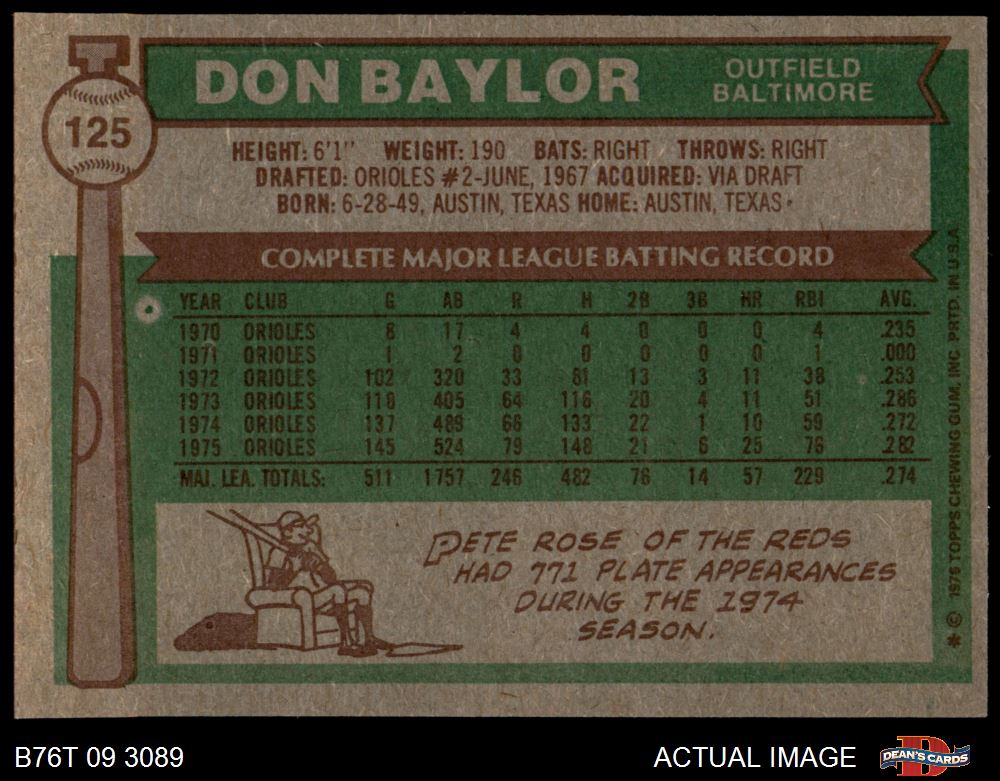 125
DON BAYLOR
OUTFIELD
BALTIMORE
HEIGHT: 6'1" WEIGHT: 190 BATS: RIGHT THROWS: RIGHT
DRAFTED: ORIOLES #2-JUNE, 1967 ACQUIRED: VIA DRAFT
BORN: 6-28-49, AUSTIN, TEXAS HOME: AUSTIN, TEXAS
COMPLETE MAJOR LEAGUE BATTING RECORD
YEAR CLUB G AB R H 2B 3B HR RBI AVG.
1970 ORIOLES 8 17 4 4 0 0 0 4 .235
1971 ORIOLES 1 2 0 0 0 0 0 1 .000
1972 ORIOLES 102 320 33 81 13 3 11 38 .253
1973 ORIOLES 118 405 64 116 20 4 11 51 .286
1974 ORIOLES 137 489 66 133 22 1 10 59 .272
1975 ORIOLES 145 524 79 148 21 6 25 76 .282
MAJ. LEA. TOTALS: 511 1757 246 482 76 14 57 229 .274
PETE ROSE OF THE REDS
HAD 771 PLATE APPEARANCES
DURING THE 1974
SEASON.
* © 1976 TOPPS CHEWING GUM, INC. PRTD. IN U.S.A.
B76T 09 3089
ACTUAL IMAGE
DEAN'S CARDS